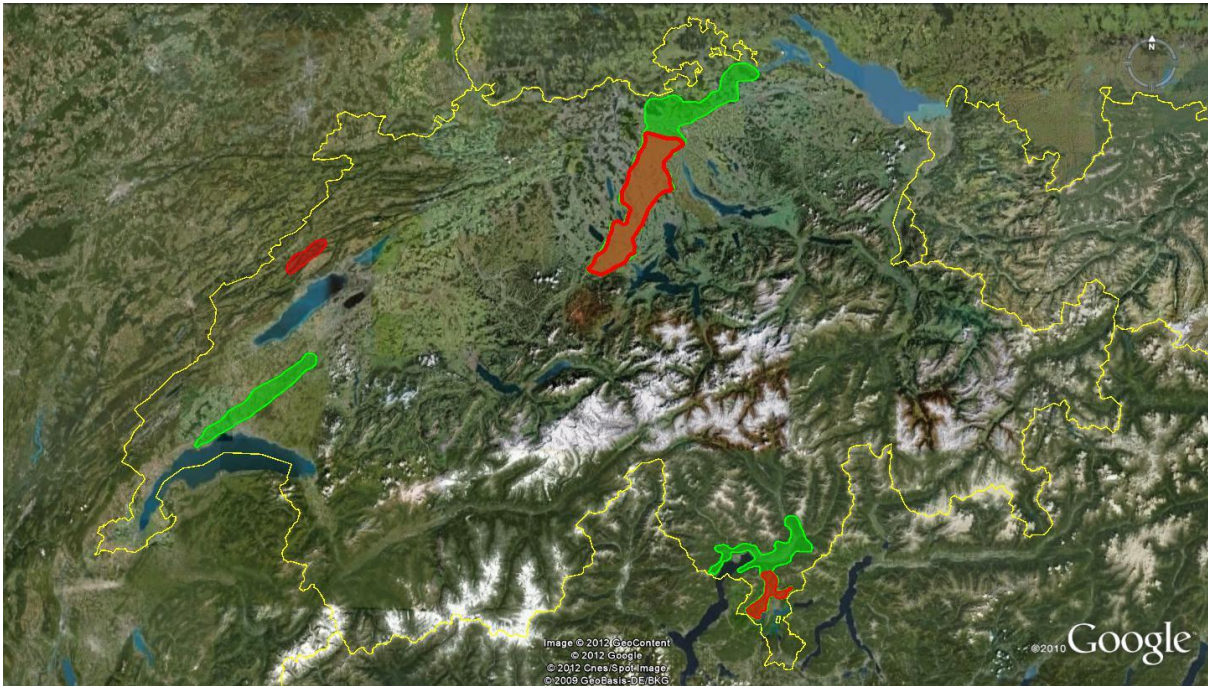 N
Image © 2012 GeoContent
© 2012 Google
© 2012 Cnes/Spot Image
© 2009 GeoBasis-DE/BKG
©2010 Google